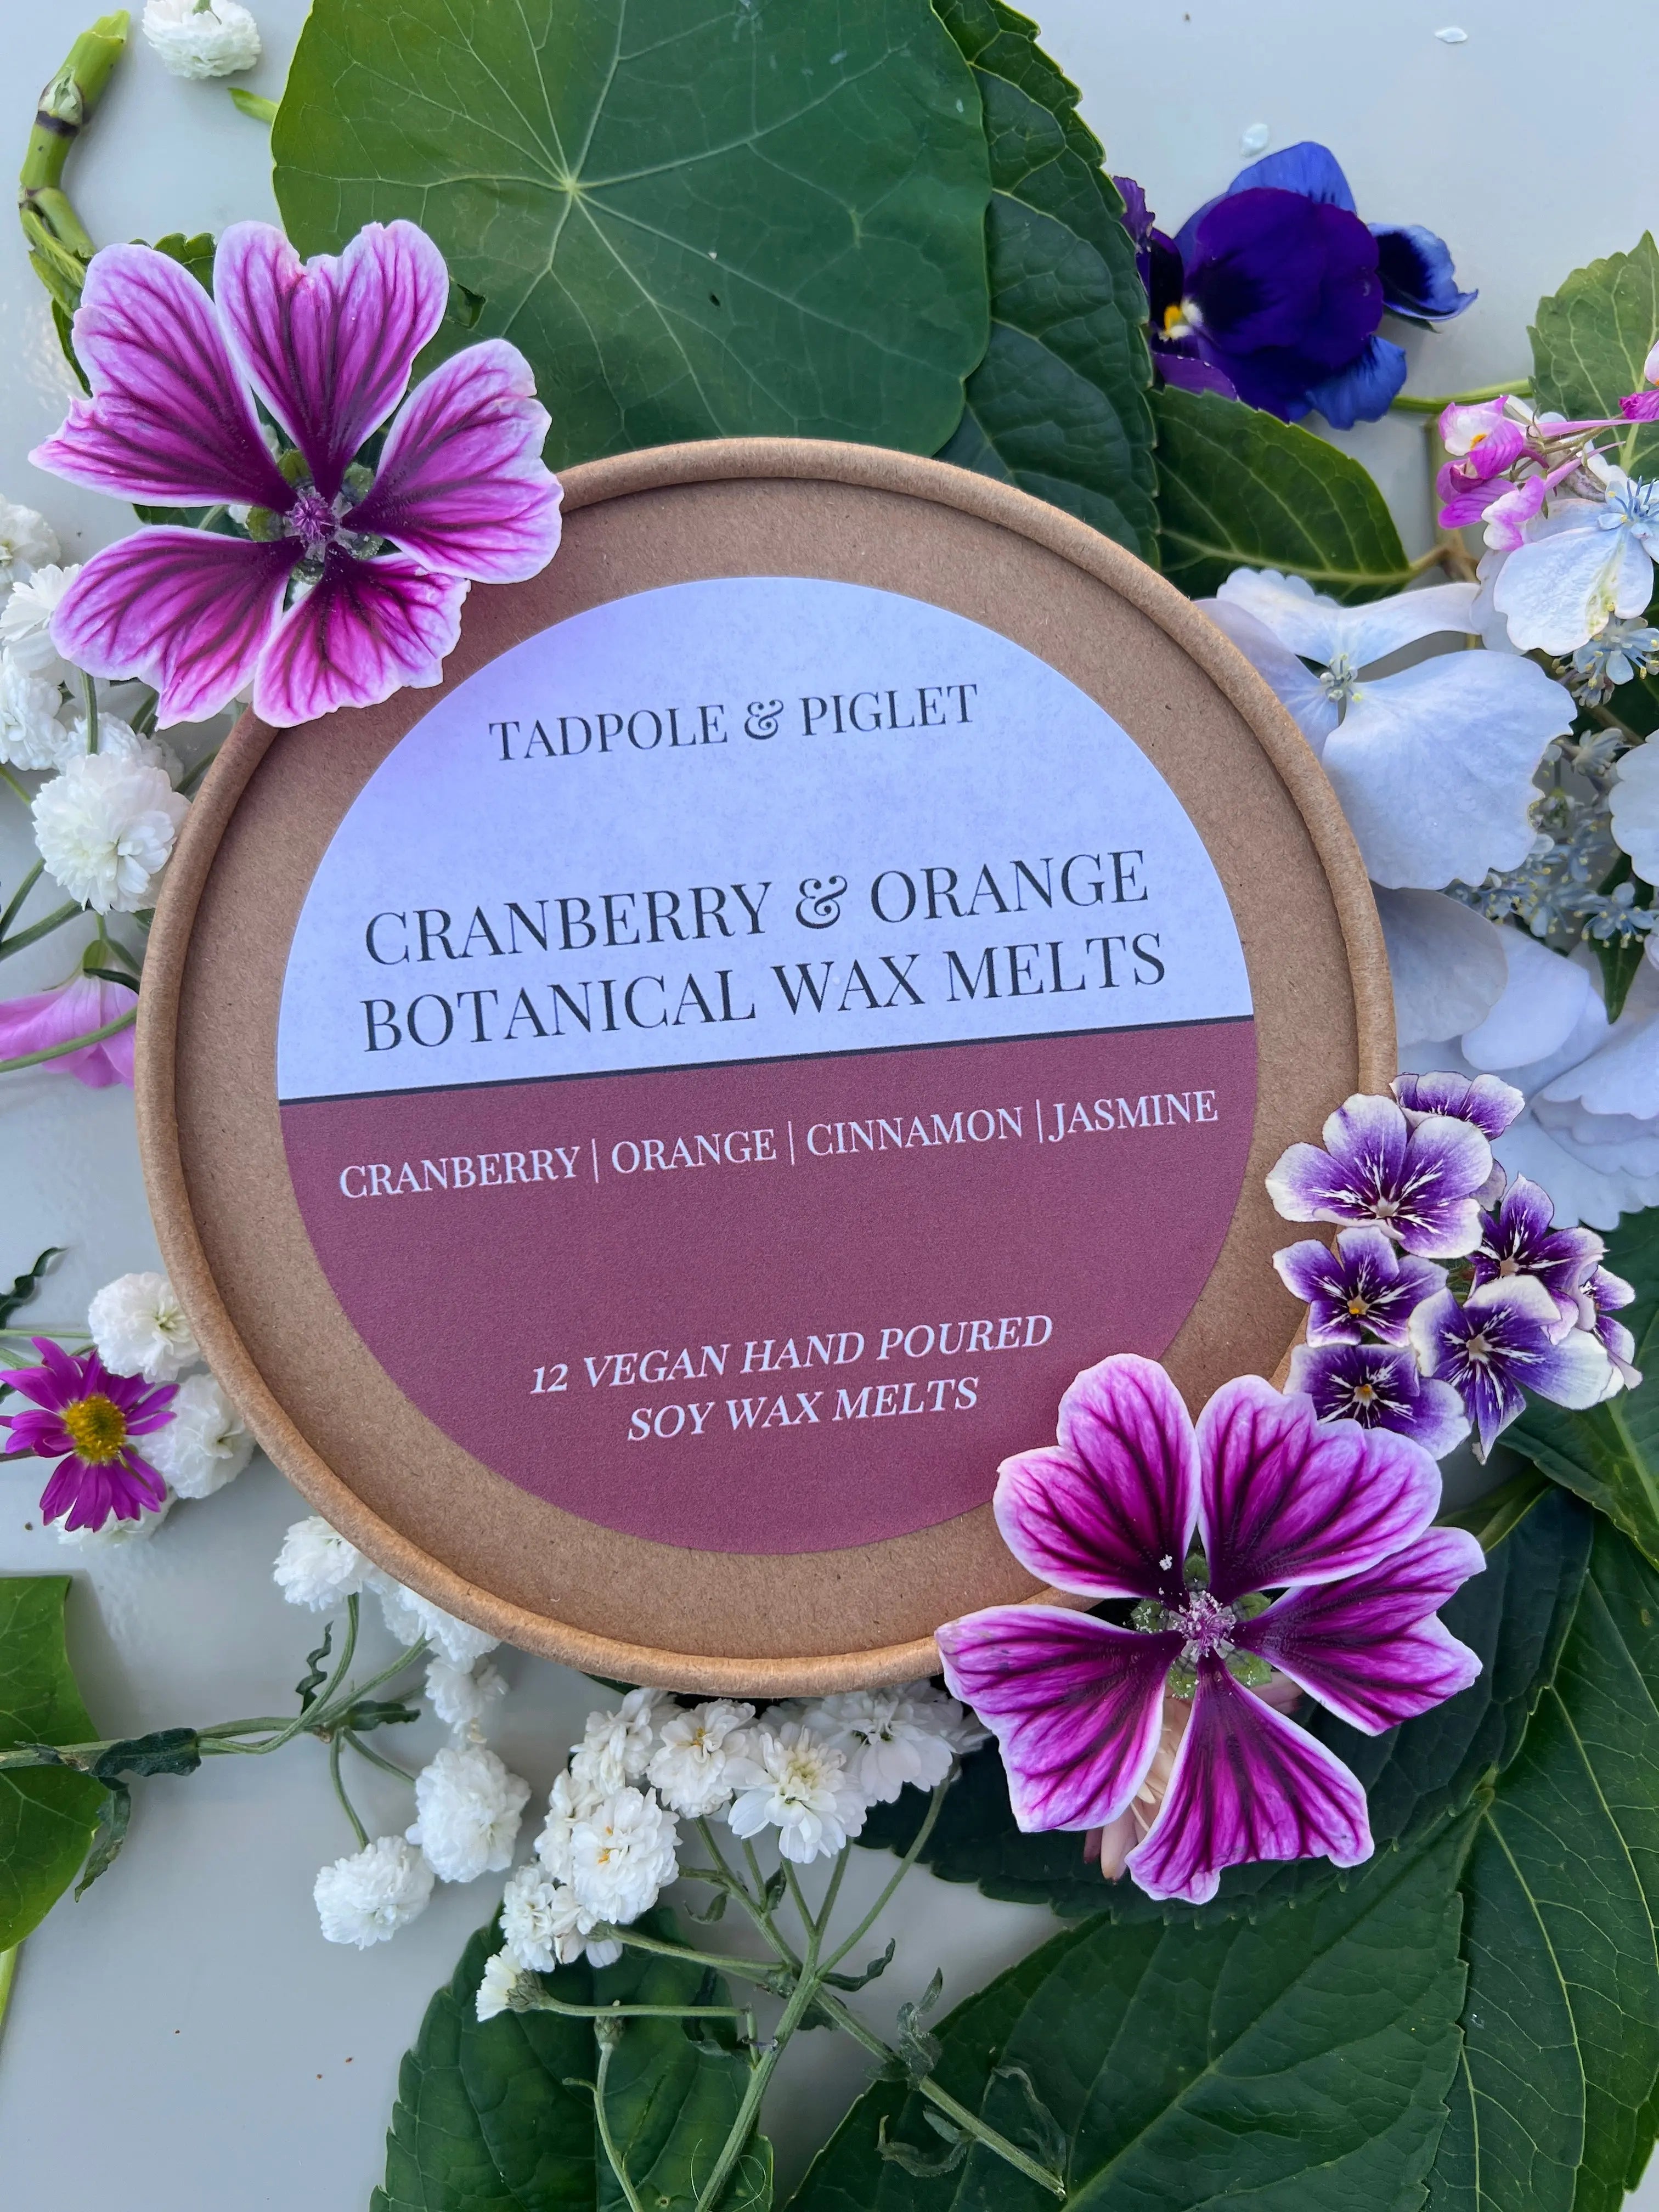 TADPOLE & PIGLET
CRANBERRY & ORANGE
BOTANICAL WAX MELTS
CRANBERRY | ORANGE | CINNAMON | JASMINE
12 VEGAN HAND POURED
SOY WAX MELTS